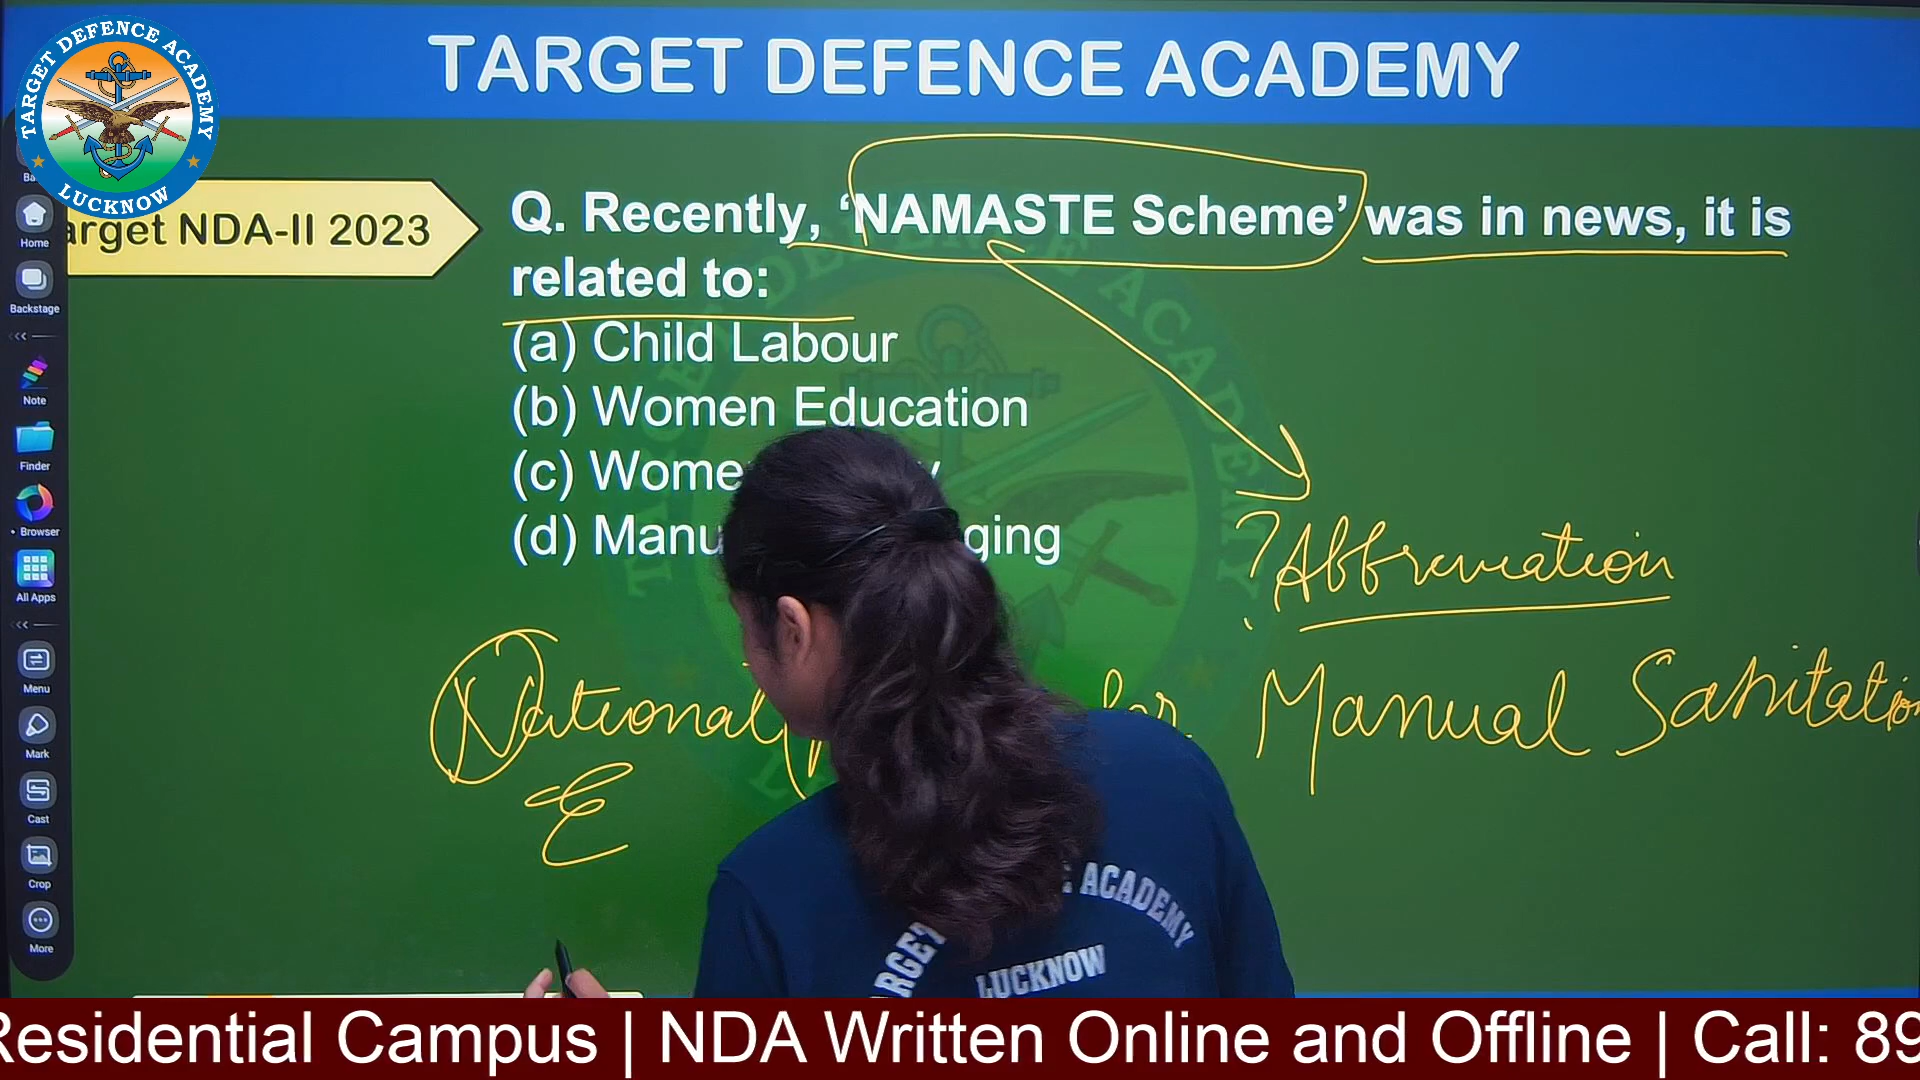 TARGET DEFENCE ACADEMY
TARGET DEFENCE ACADEMY
LUCKNOW
arget NDA-II 2023
Q. Recently, ‘NAMASTE Scheme’ was in news, it is
related to:
(a) Child Labour
(b) Women Education
(c) Wome
(d) Manu ging
? Abbreviation
National for Manual Sanitation
E
Home
Backstage
Note
Finder
• Browser
All Apps
Menu
Mark
Cast
Crop
More
RGET ACADEMY
LUCKNOW
Residential Campus | NDA Written Online and Offline | Call: 89